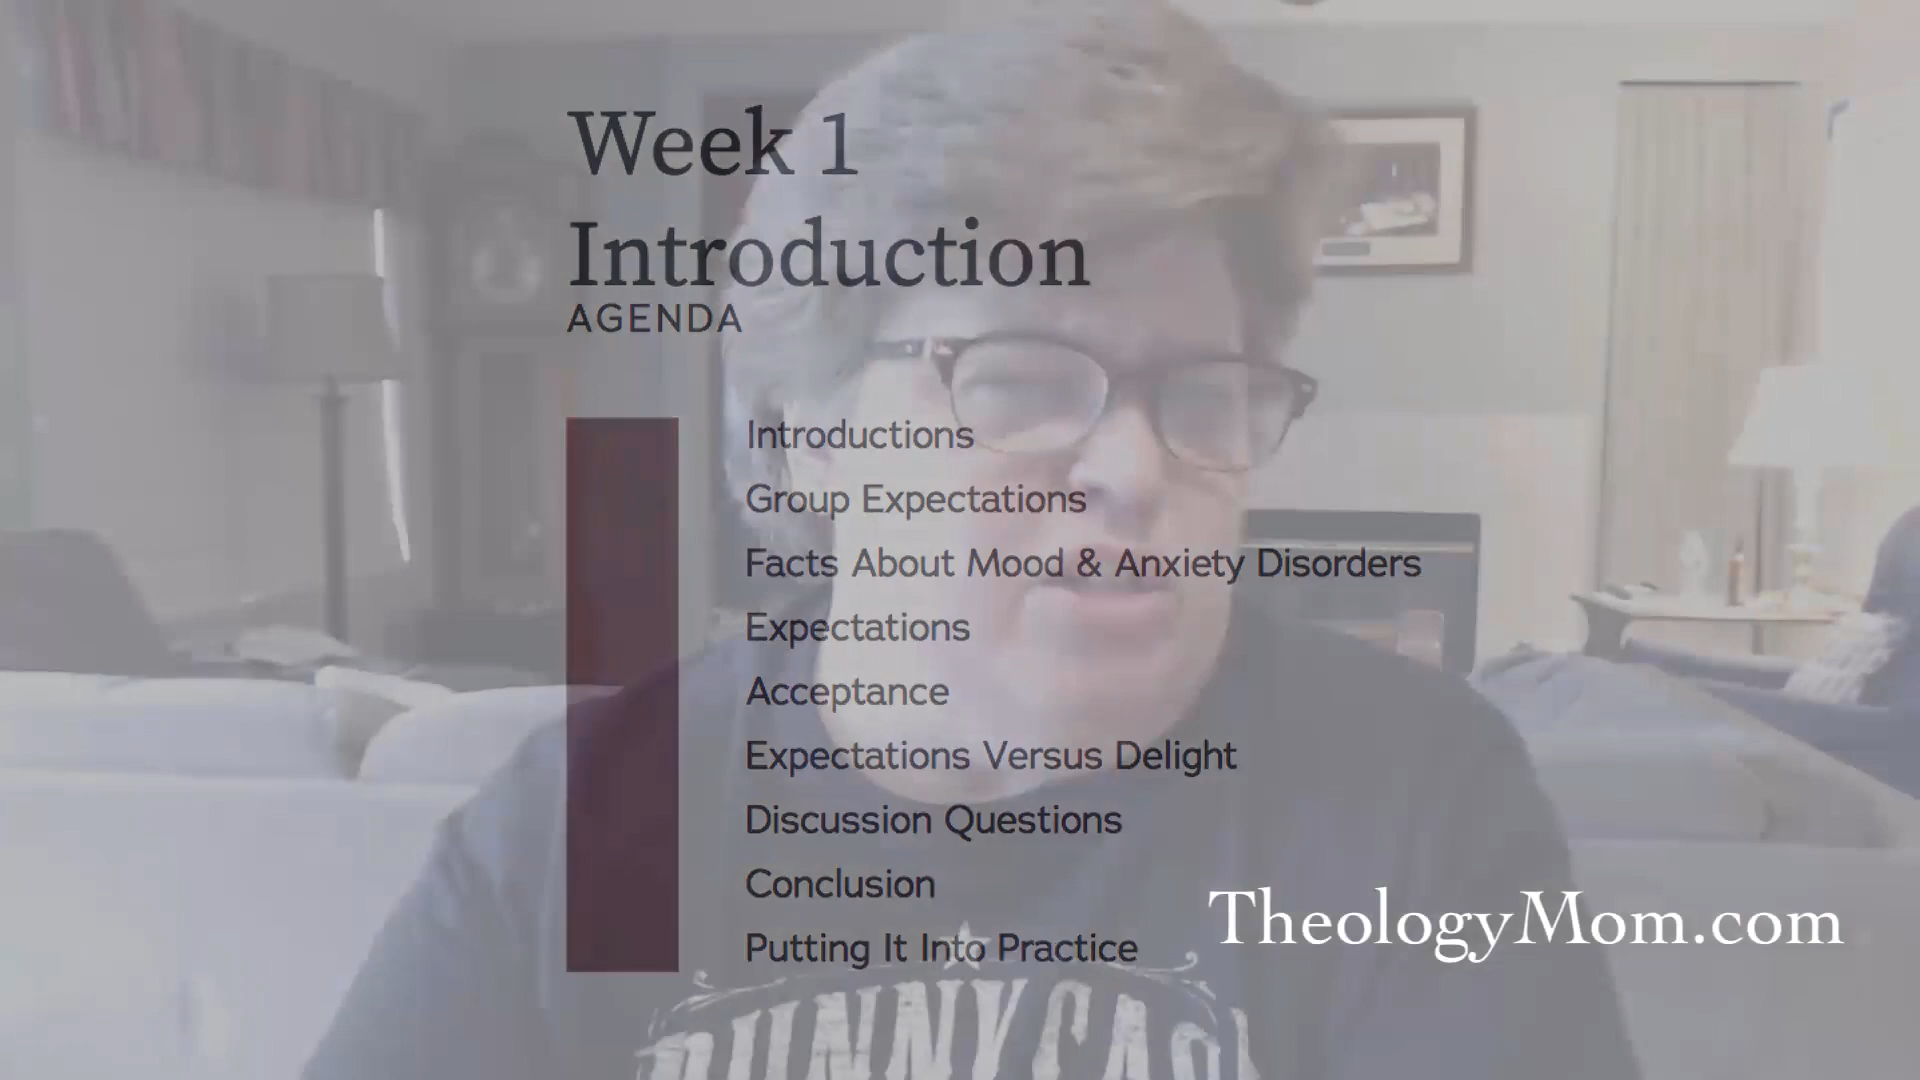 Week 1
Introduction
AGENDA
Introductions
Group Expectations
Facts About Mood & Anxiety Disorders
Expectations
Acceptance
Expectations Versus Delight
Discussion Questions
Conclusion
Putting It Into Practice
TheologyMom.com